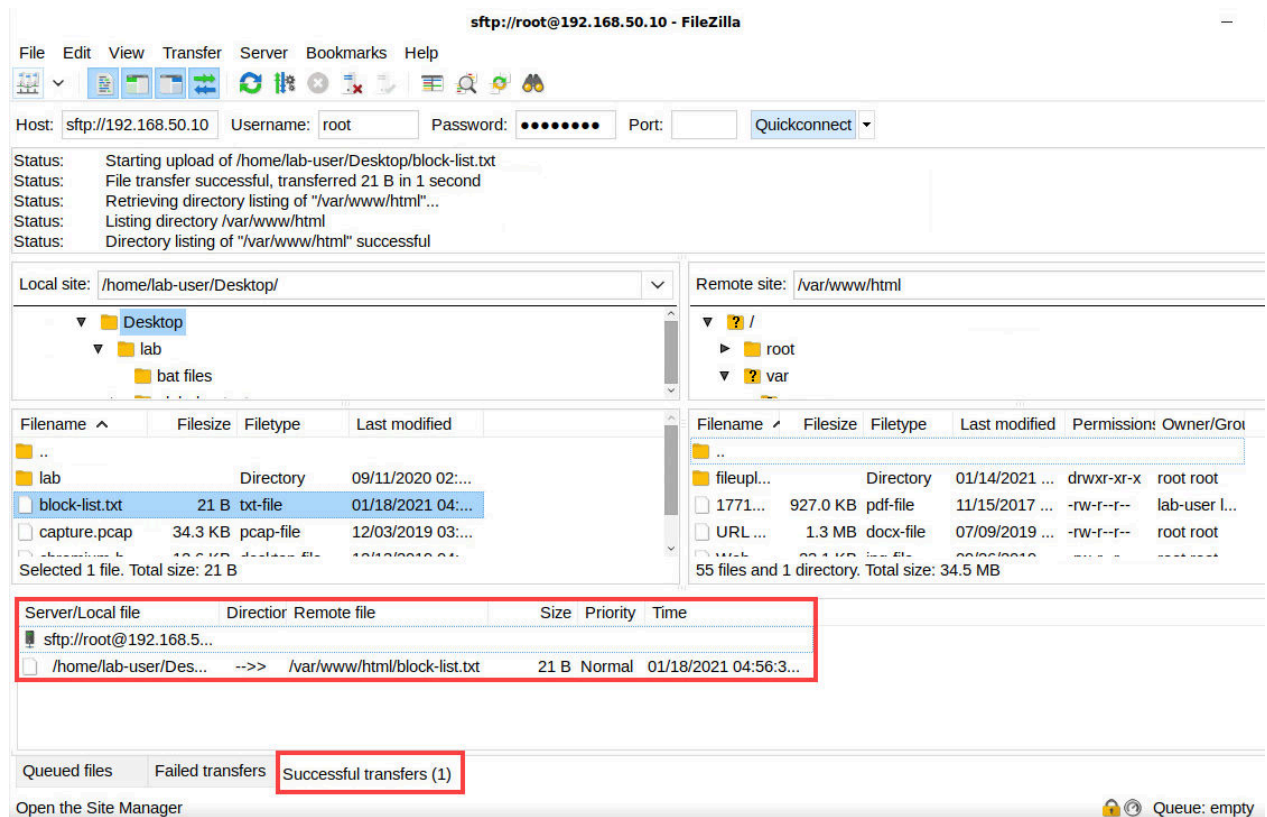 sftp://root@192.168.50.10 - FileZilla
File Edit View Transfer Server Bookmarks Help
Host: sftp://192.168.50.10 Username: root Password: ●●●●●●●● Port: Quickconnect
Status: Starting upload of /home/lab-user/Desktop/block-list.txt
Status: File transfer successful, transferred 21 B in 1 second
Status: Retrieving directory listing of "/var/www/html"...
Status: Listing directory /var/www/html
Status: Directory listing of "/var/www/html" successful
Local site: /home/lab-user/Desktop/
Desktop
lab
bat files
Filename Filesize Filetype Last modified
..
lab Directory 09/11/2020 02:...
block-list.txt 21 B txt-file 01/18/2021 04:...
capture.pcap 34.3 KB pcap-file 12/03/2019 03:...
Selected 1 file. Total size: 21 B
Remote site: /var/www/html
? /
root
? var
Filename Filesize Filetype Last modified Permission: Owner/Grou
..
fileupl... Directory 01/14/2021 ... drwxr-xr-x root root
1771... 927.0 KB pdf-file 11/15/2017 ... -rw-r--r-- lab-user l...
URL ... 1.3 MB docx-file 07/09/2019 ... -rw-r--r-- root root
55 files and 1 directory. Total size: 34.5 MB
Server/Local file Direction Remote file Size Priority Time
sftp://root@192.168.5...
/home/lab-user/Des... -->> /var/www/html/block-list.txt 21 B Normal 01/18/2021 04:56:3...
Queued files Failed transfers Successful transfers (1)
Open the Site Manager Queue: empty